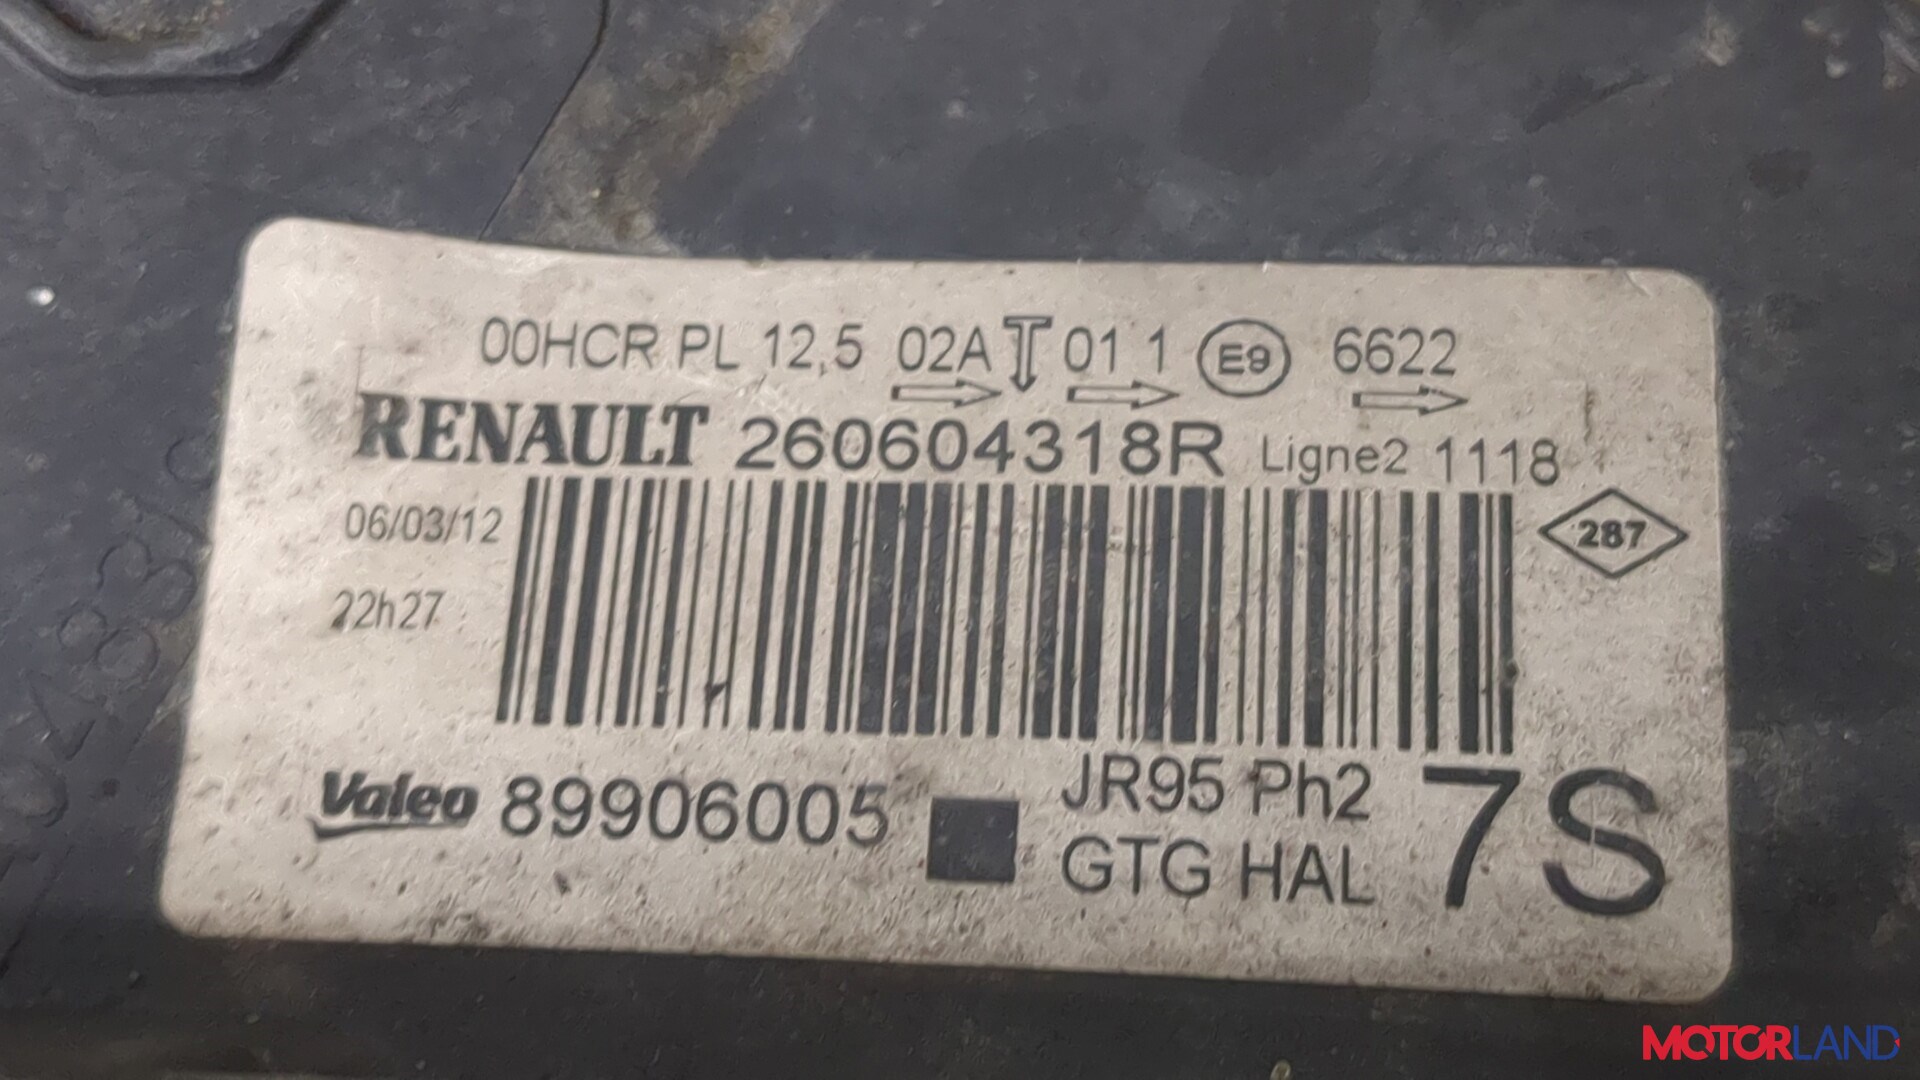 00HCR PL 12,5 02A 01 1 E9 6622
RENAULT 260604318R Ligne2 1118
06/03/12
287
22h27
Valeo 89906005 JR95 Ph2
GTG HAL
7S
MOTORLAND